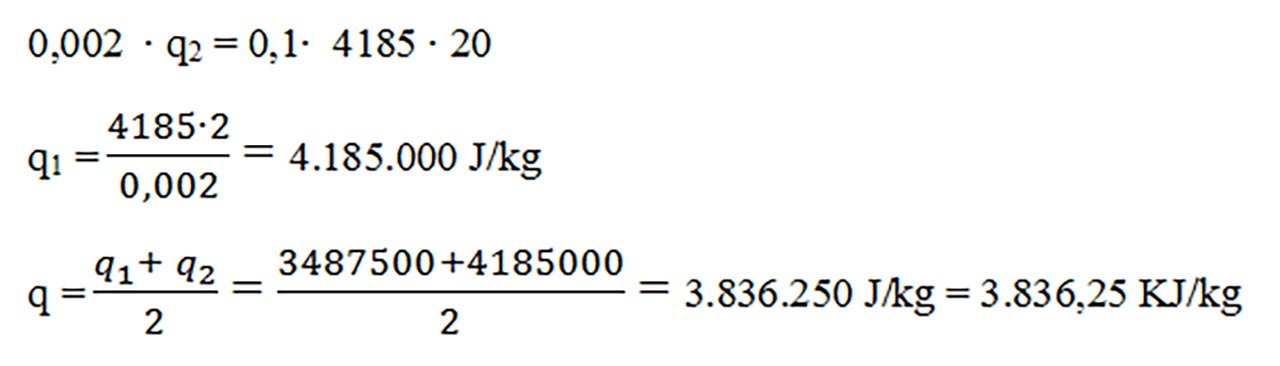 0,002 · q₂ = 0,1· 4185 · 20
q₁ = 4185·2 / 0,002 = 4.185.000 J/kg
q = q₁+ q₂ / 2 = 3487500+4185000 / 2 = 3.836.250 J/kg = 3.836,25 KJ/kg